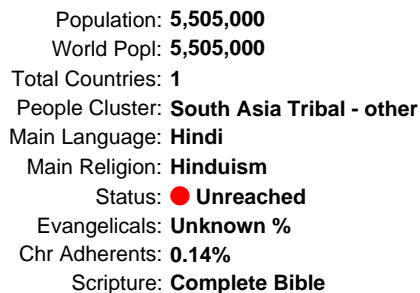 Population: 5,505,000
World Popl: 5,505,000
Total Countries: 1
People Cluster: South Asia Tribal - other
Main Language: Hindi
Main Religion: Hinduism
Status: Unreached
Evangelicals: Unknown %
Chr Adherents: 0.14%
Scripture: Complete Bible